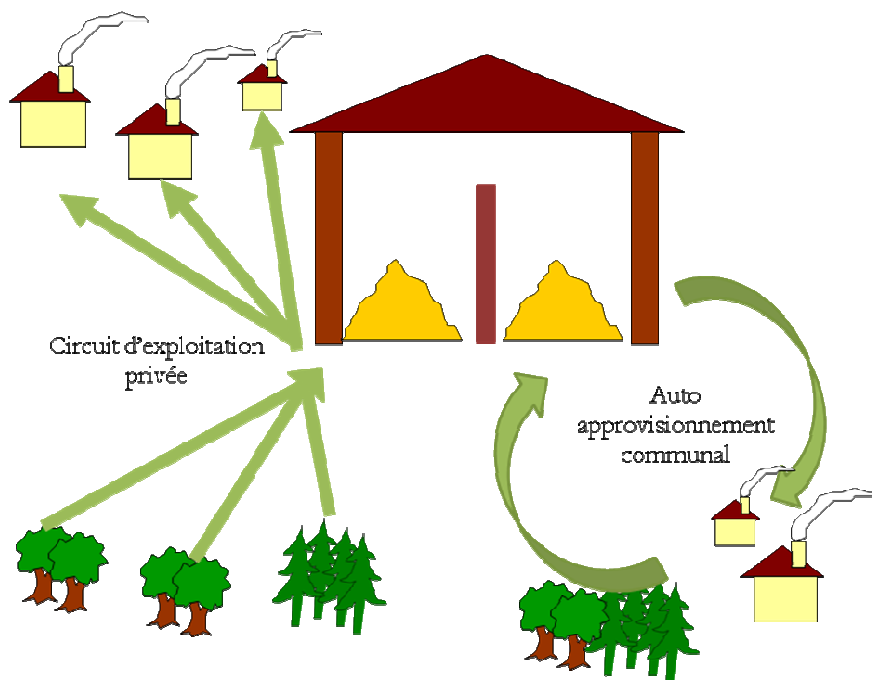 Circuit d'exploitation
privée
Auto
approvisionnement
communal